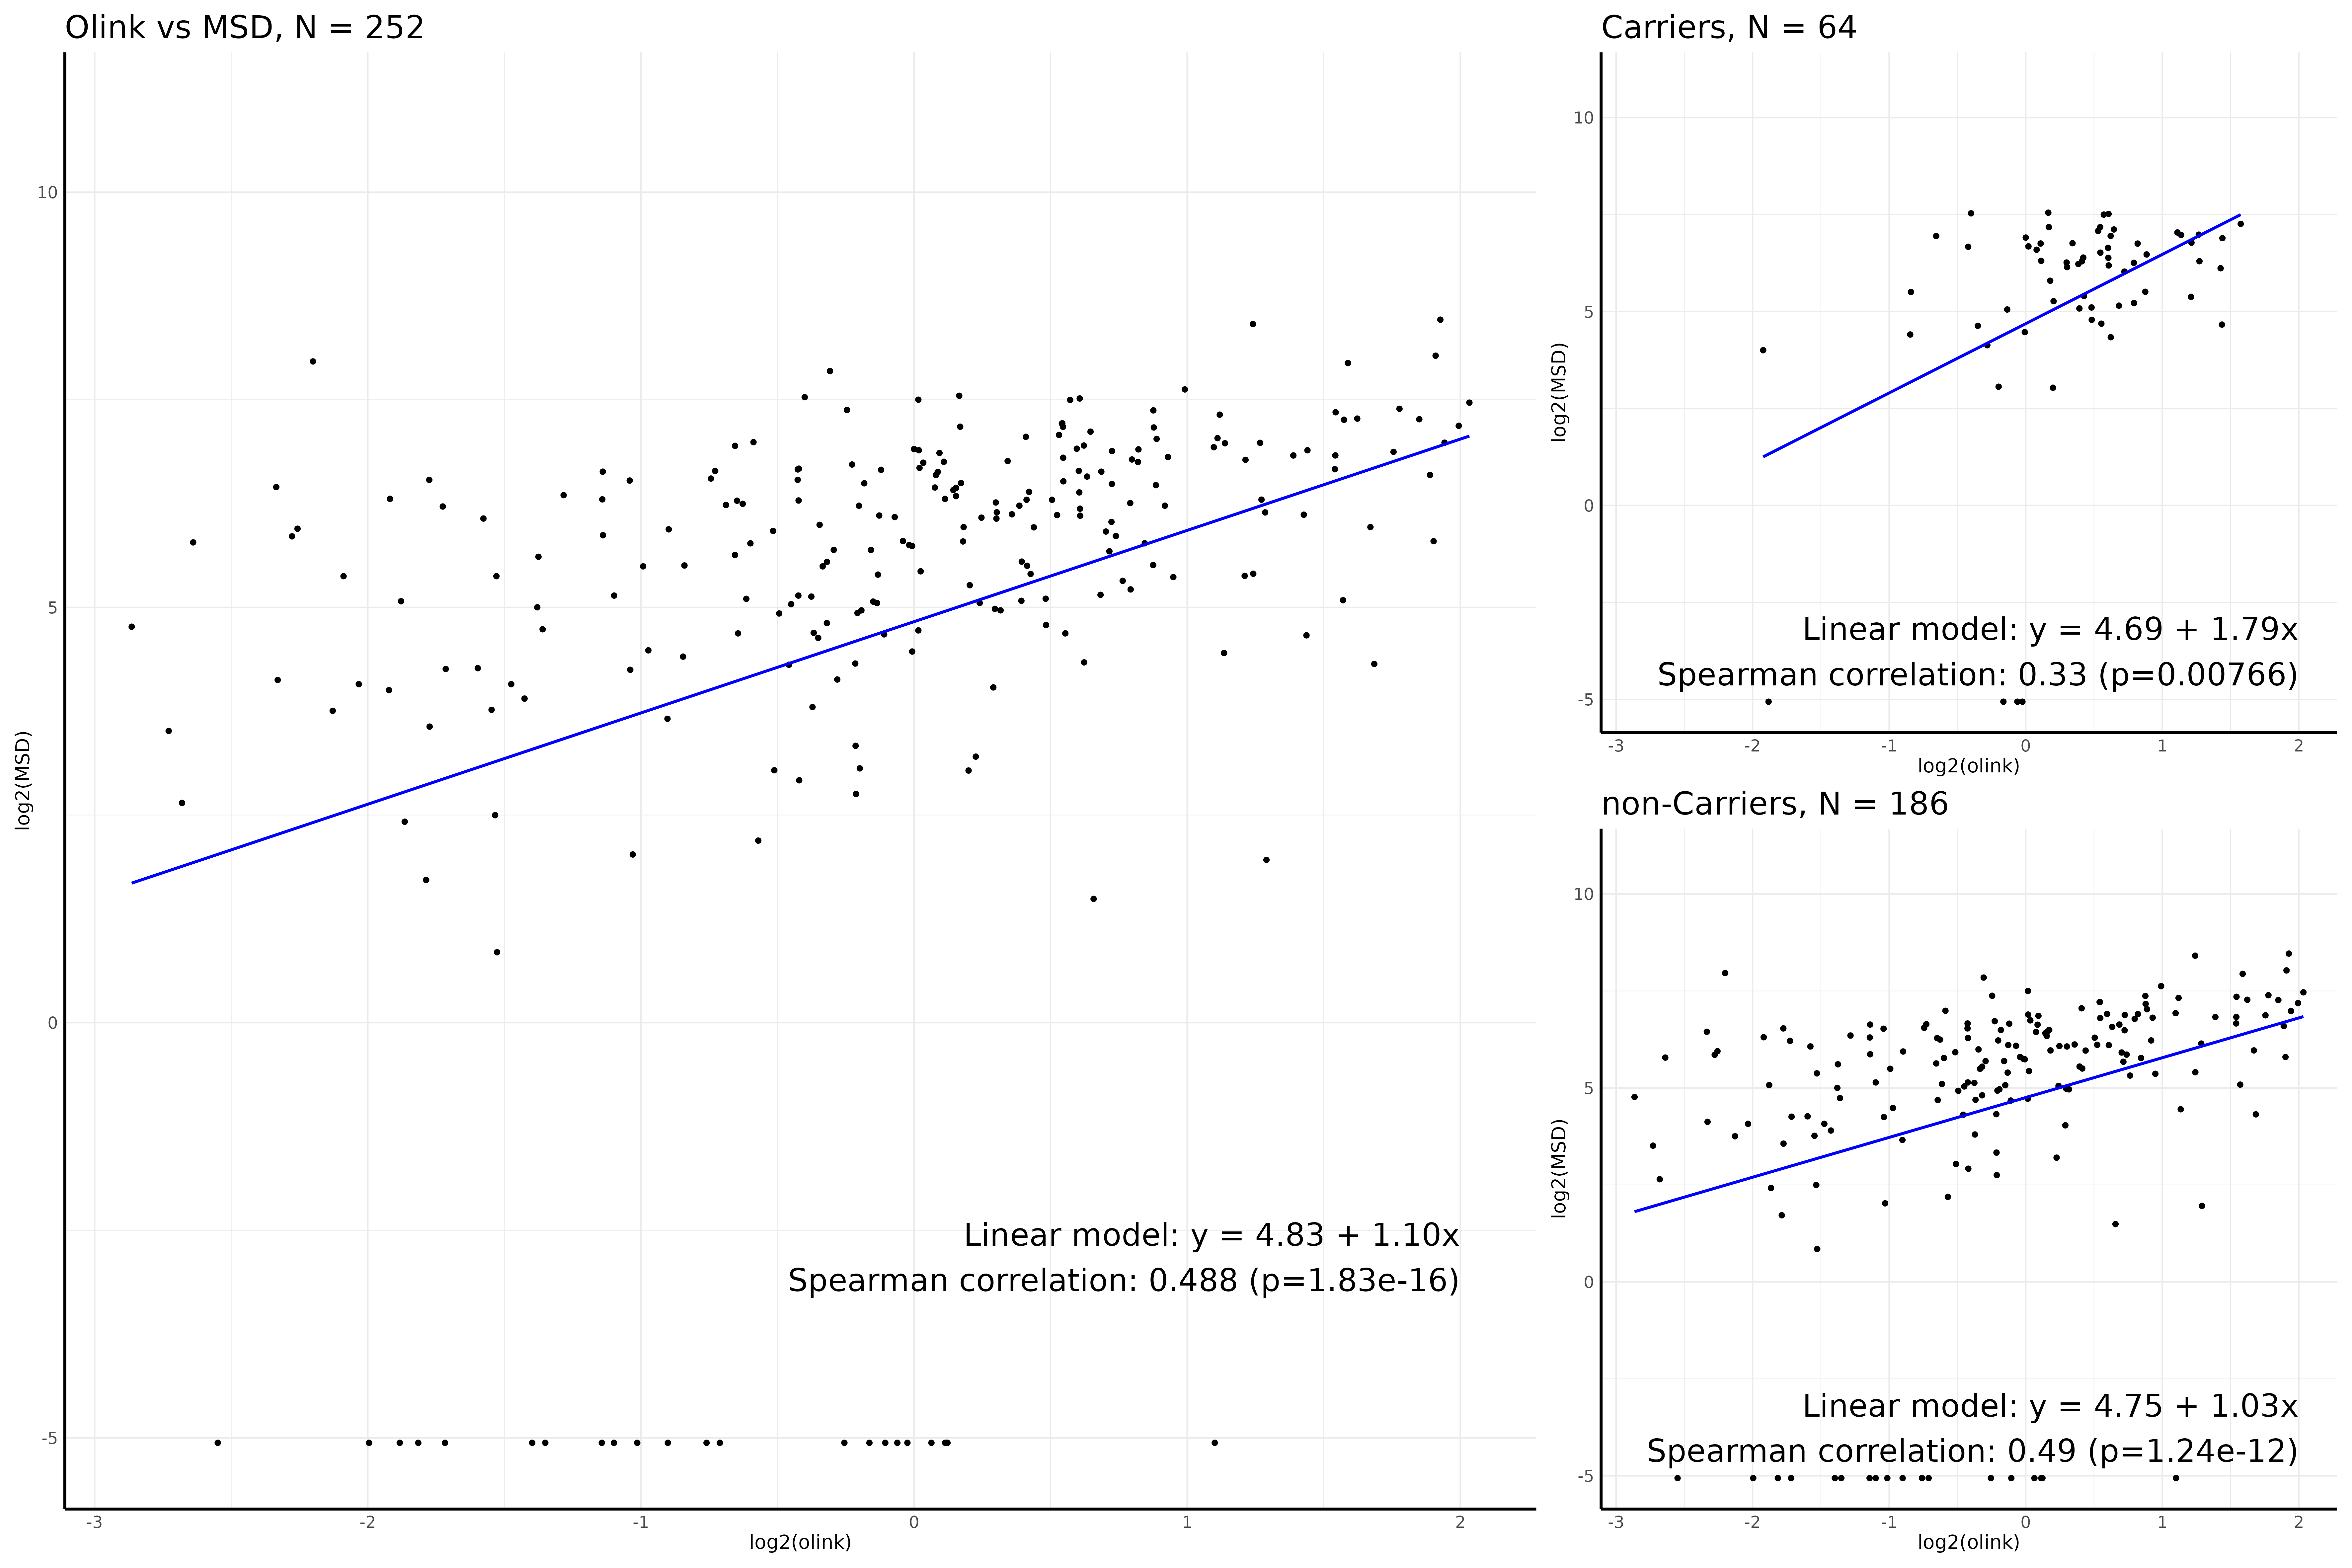 Olink vs MSD, N = 252
10
5
0
-5
log2(MSD)
Linear model: y = 4.83 + 1.10x
Spearman correlation: 0.488 (p=1.83e-16)
-3 -2 -1 0 1 2
log2(olink)
Carriers, N = 64
10
5
0
-5
log2(MSD)
Linear model: y = 4.69 + 1.79x
Spearman correlation: 0.33 (p=0.00766)
-3 -2 -1 0 1 2
log2(olink)
non-Carriers, N = 186
10
5
0
-5
log2(MSD)
Linear model: y = 4.75 + 1.03x
Spearman correlation: 0.49 (p=1.24e-12)
-3 -2 -1 0 1 2
log2(olink)